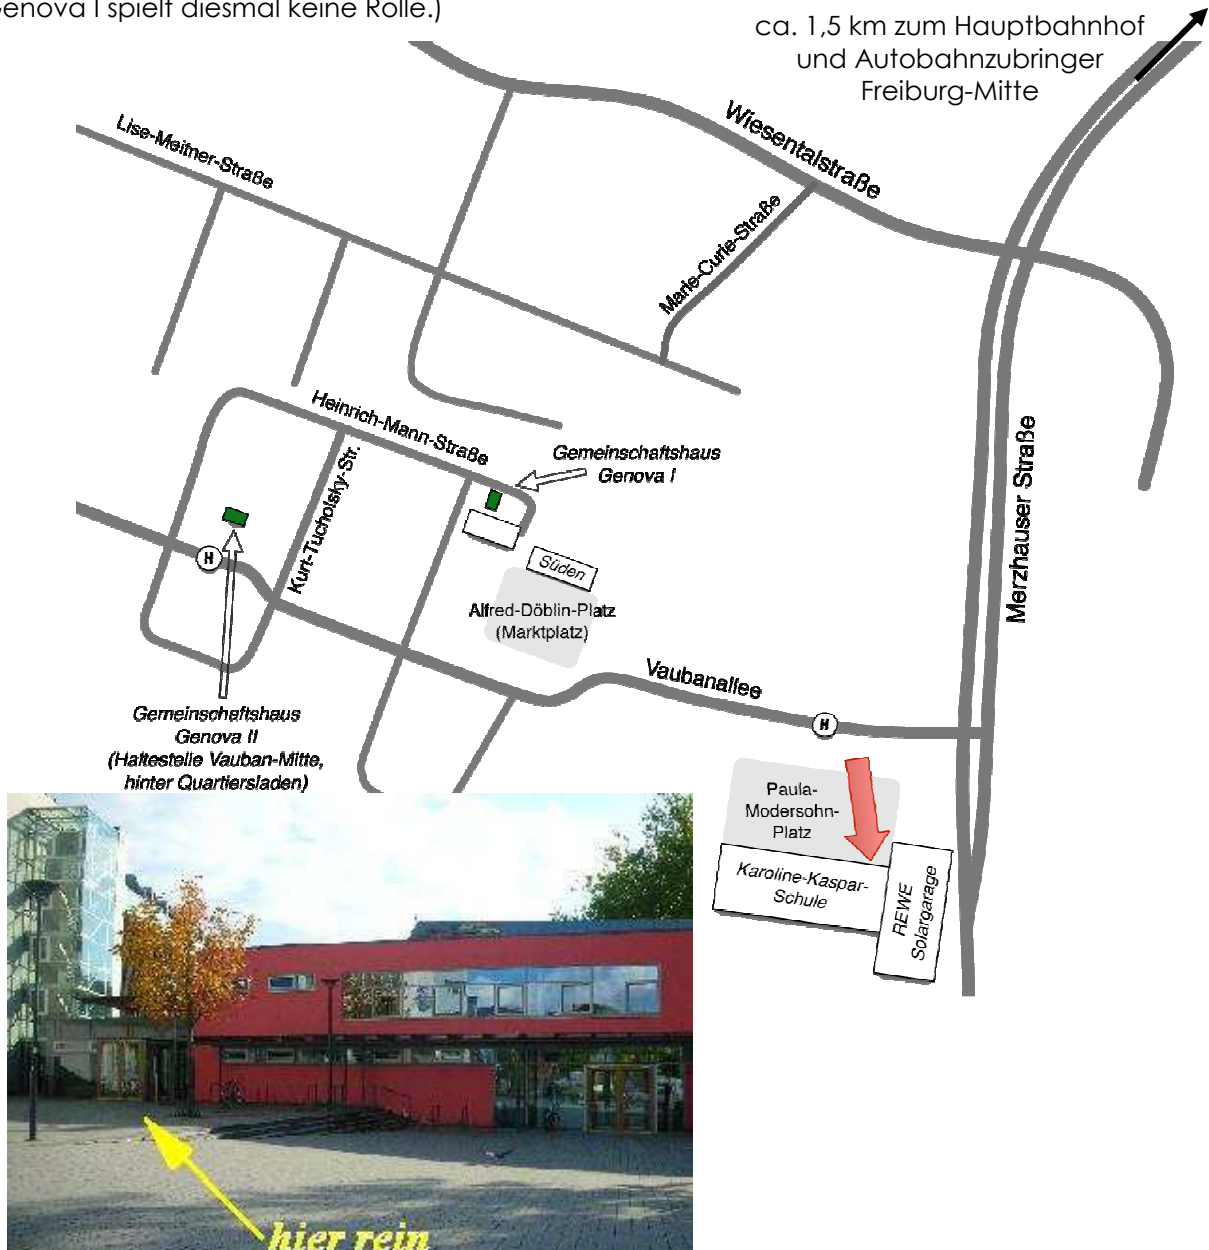 Genova I spielt diesmal keine Rolle.)
ca. 1,5 km zum Hauptbahnhof
und Autobahnzubringer
Freiburg-Mitte
Wiesentalstraße
Lise-Meitner-Straße
Marie-Curie-Straße
Heinrich-Mann-Straße
Gemeinschaftshaus
Genova I
Kurt-Tucholsky-Str.
Merzhauser Straße
H
Süden
Alfred-Döblin-Platz
(Marktplatz)
Vaubanallee
H
Gemeinschaftshaus
Genova II
(Haltestelle Vauban-Mitte,
hinter Quartiersladen)
Paula-
Modersohn-
Platz
Karoline-Kaspar-
Schule
REWE
Solargarage
hier rein